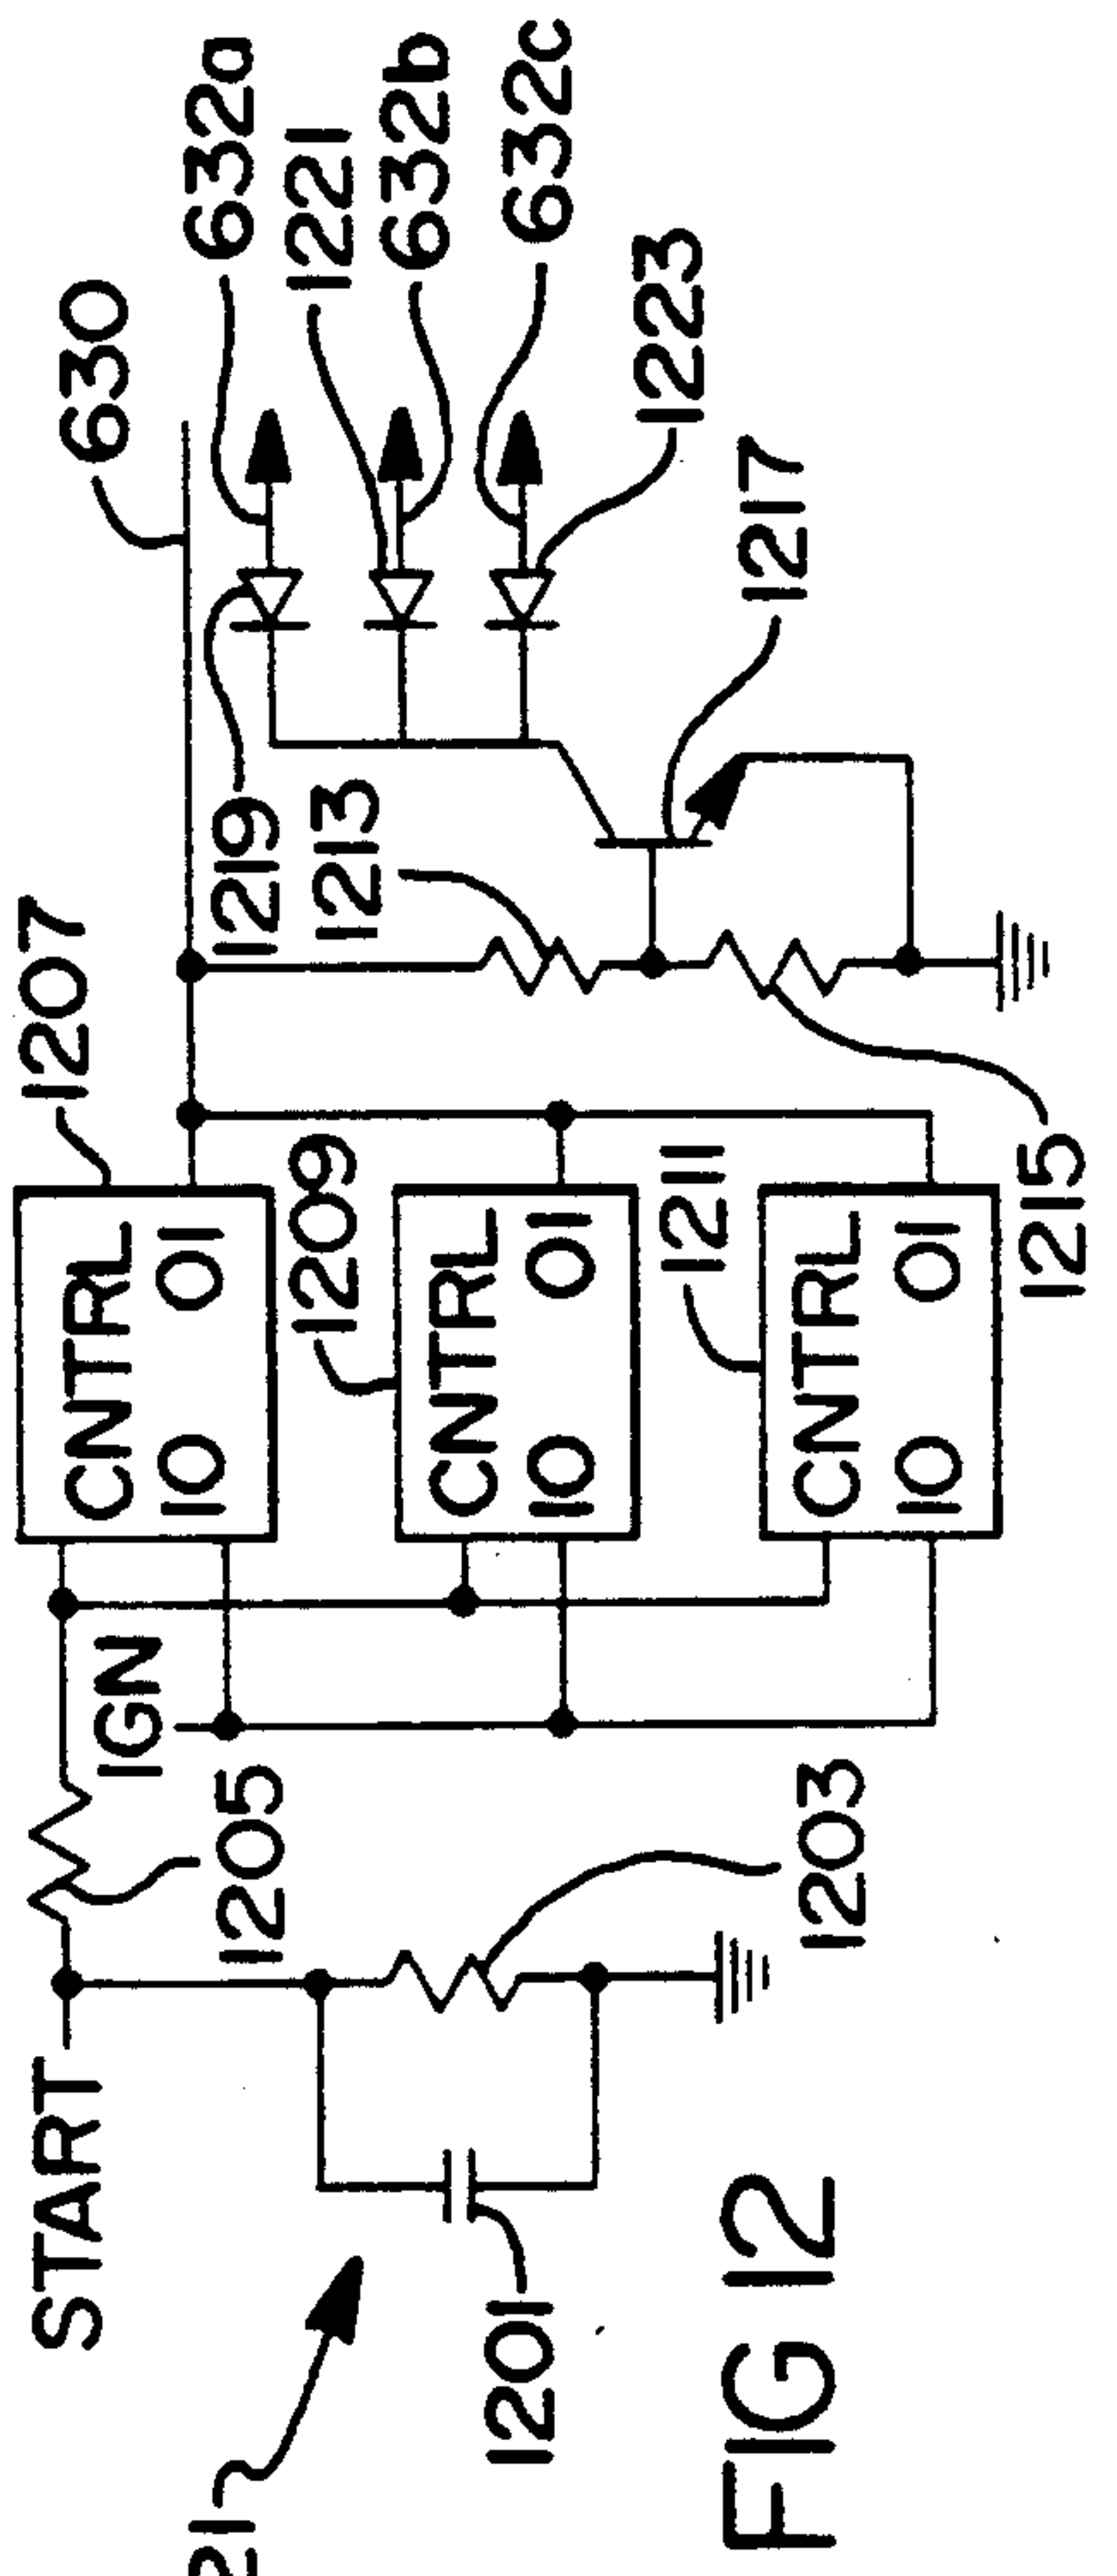 START
1205
IGN
CNTRL
IO OI
1207
630
1209
CNTRL
IO OI
1211
CNTRL
IO OI
1213
1219
632a
1221
632b
632c
1223
1217
1215
1203
1201
FIG 12